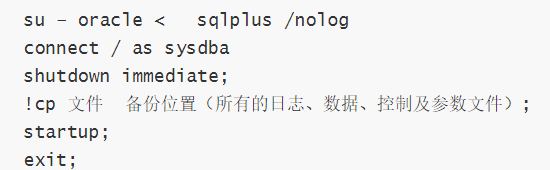 su – oracle <  sqlplus /nolog
connect / as sysdba
shutdown immediate;
!cp 文件  备份位置（所有的日志、数据、控制及参数文件）;
startup;
exit;